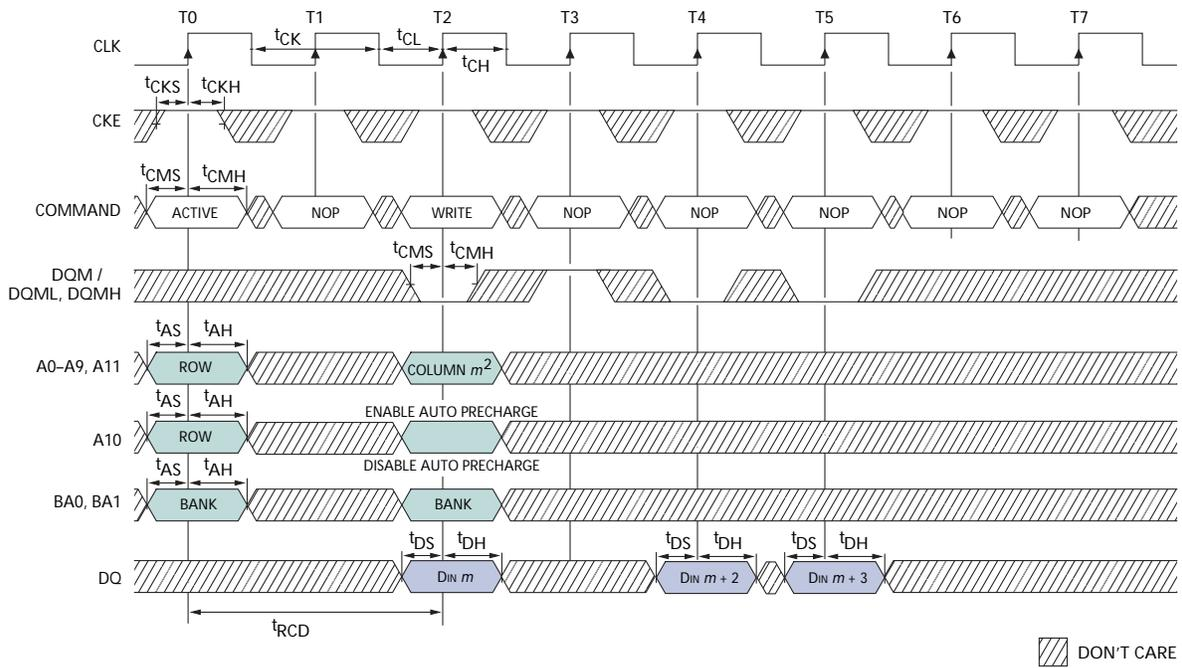 T0 T1 T2 T3 T4 T5 T6 T7
CLK
tCK tCL
tCH
tCKS tCKH
CKE
tCMS tCMH
COMMAND ACTIVE NOP WRITE NOP NOP NOP NOP NOP
tCMS tCMH
DQM /
DQML, DQMH
tAS tAH
A0–A9, A11 ROW COLUMN m2
tAS tAH
ENABLE AUTO PRECHARGE
A10 ROW
DISABLE AUTO PRECHARGE
tAS tAH
BA0, BA1 BANK BANK
tDS tDH tDS tDH tDS tDH
DQ DIN m DIN m + 2 DIN m + 3
tRCD
DON'T CARE